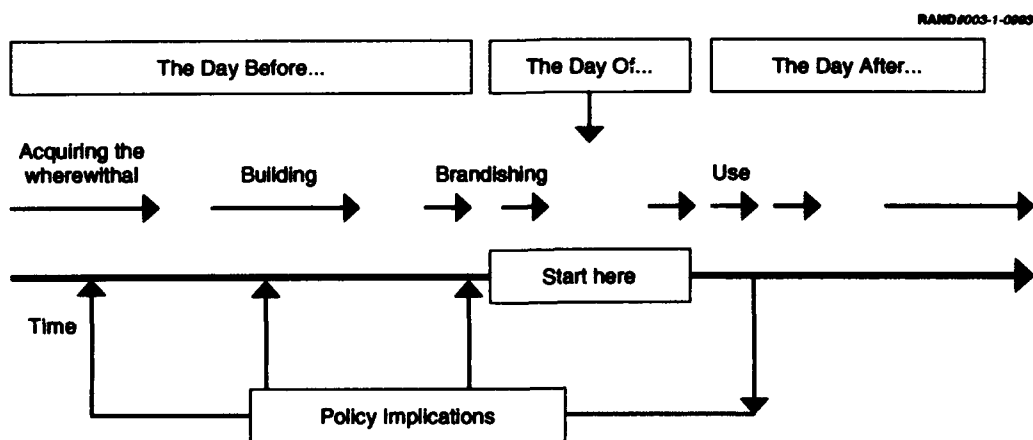 RAND#003-1-0993
The Day Before...
The Day Of...
The Day After...
Acquiring the
wherewithal
Building
Brandishing
Use
Start here
Time
Policy Implications